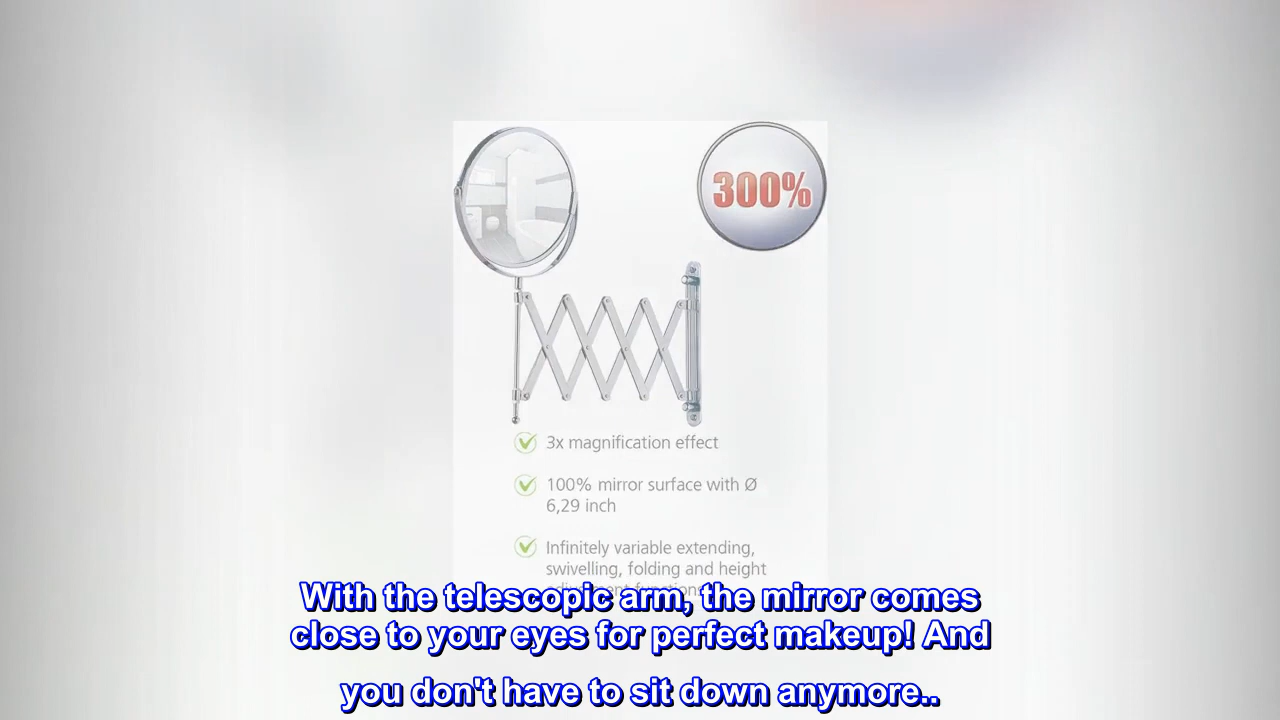 300%
3x magnification effect
100% mirror surface with Ø
6,29 inch
Infinitely variable extending,
swivelling, folding and height
adjustment functions
With the telescopic arm, the mirror comes
close to your eyes for perfect makeup! And
you don't have to sit down anymore..